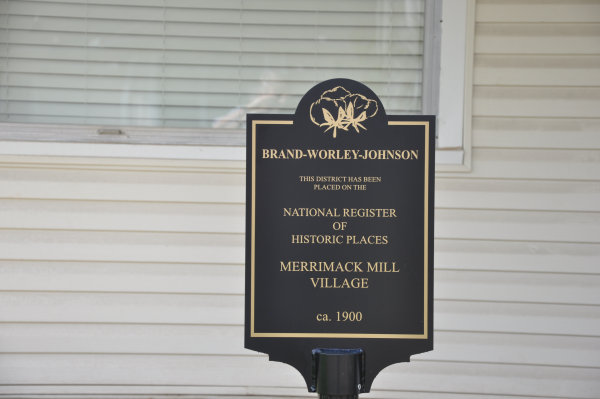 BRAND-WORLEY-JOHNSON
THIS DISTRICT HAS BEEN
PLACED ON THE
NATIONAL REGISTER
OF
HISTORIC PLACES
MERRIMACK MILL
VILLAGE
ca. 1900